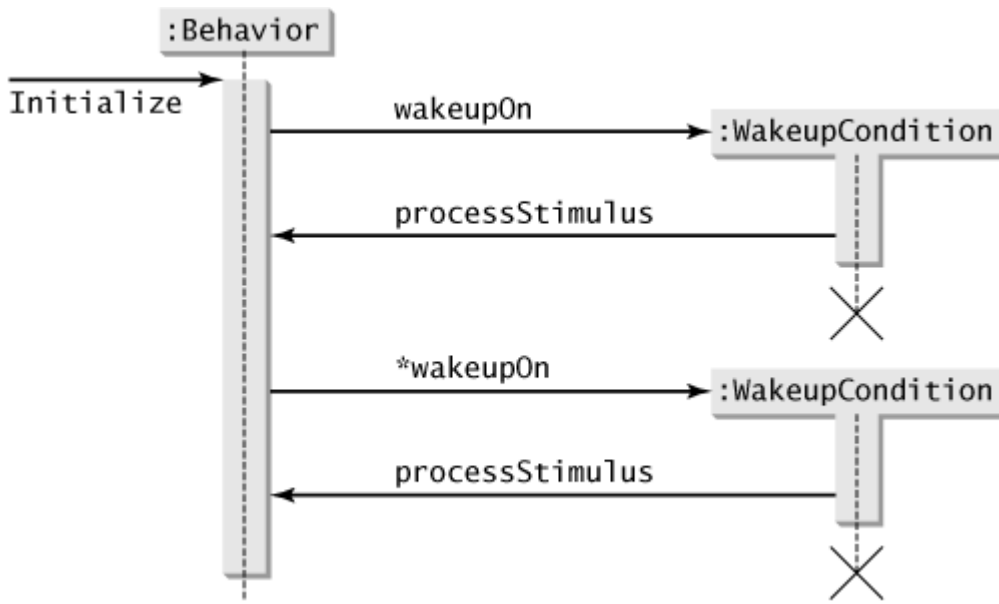 :Behavior
Initialize
wakeupOn
:WakeupCondition
processStimulus
*wakeupOn
:WakeupCondition
processStimulus